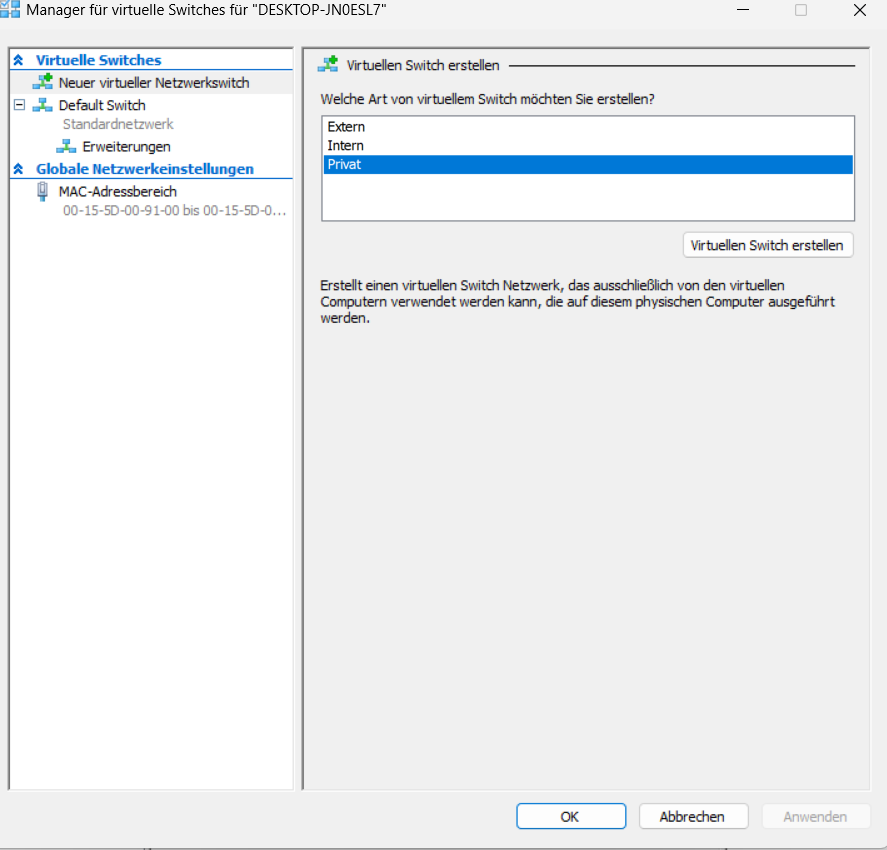 Manager für virtuelle Switches für "DESKTOP-JN0ESL7"
Virtuelle Switches
Neuer virtueller Netzwerkswitch
Default Switch
Standardnetzwerk
Erweiterungen
Globale Netzwerkeinstellungen
MAC-Adressbereich
00-15-5D-00-91-00 bis 00-15-5D-0...
Virtuellen Switch erstellen
Welche Art von virtuellem Switch möchten Sie erstellen?
Extern
Intern
Privat
Virtuellen Switch erstellen
Erstellt einen virtuellen Switch Netzwerk, das ausschließlich von den virtuellen
Computern verwendet werden kann, die auf diesem physischen Computer ausgeführt
werden.
OK
Abbrechen
Anwenden